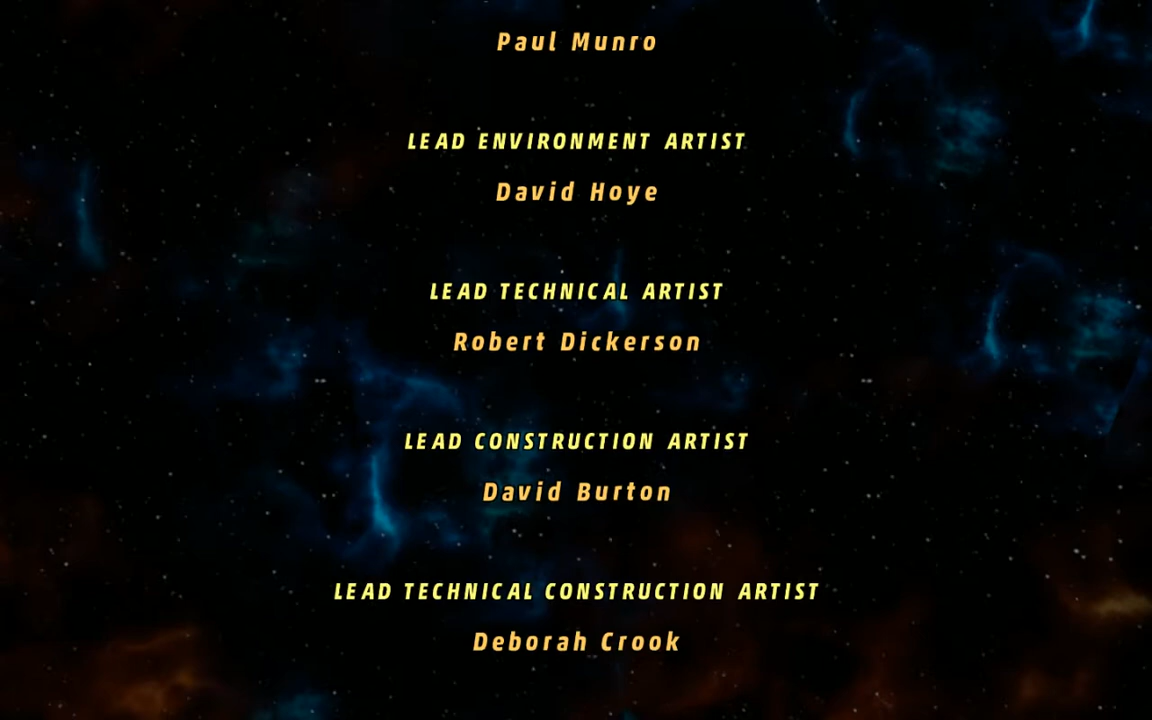 Paul Munro
LEAD ENVIRONMENT ARTIST
David Hoye
LEAD TECHNICAL ARTIST
Robert Dickerson
LEAD CONSTRUCTION ARTIST
David Burton
LEAD TECHNICAL CONSTRUCTION ARTIST
Deborah Crook